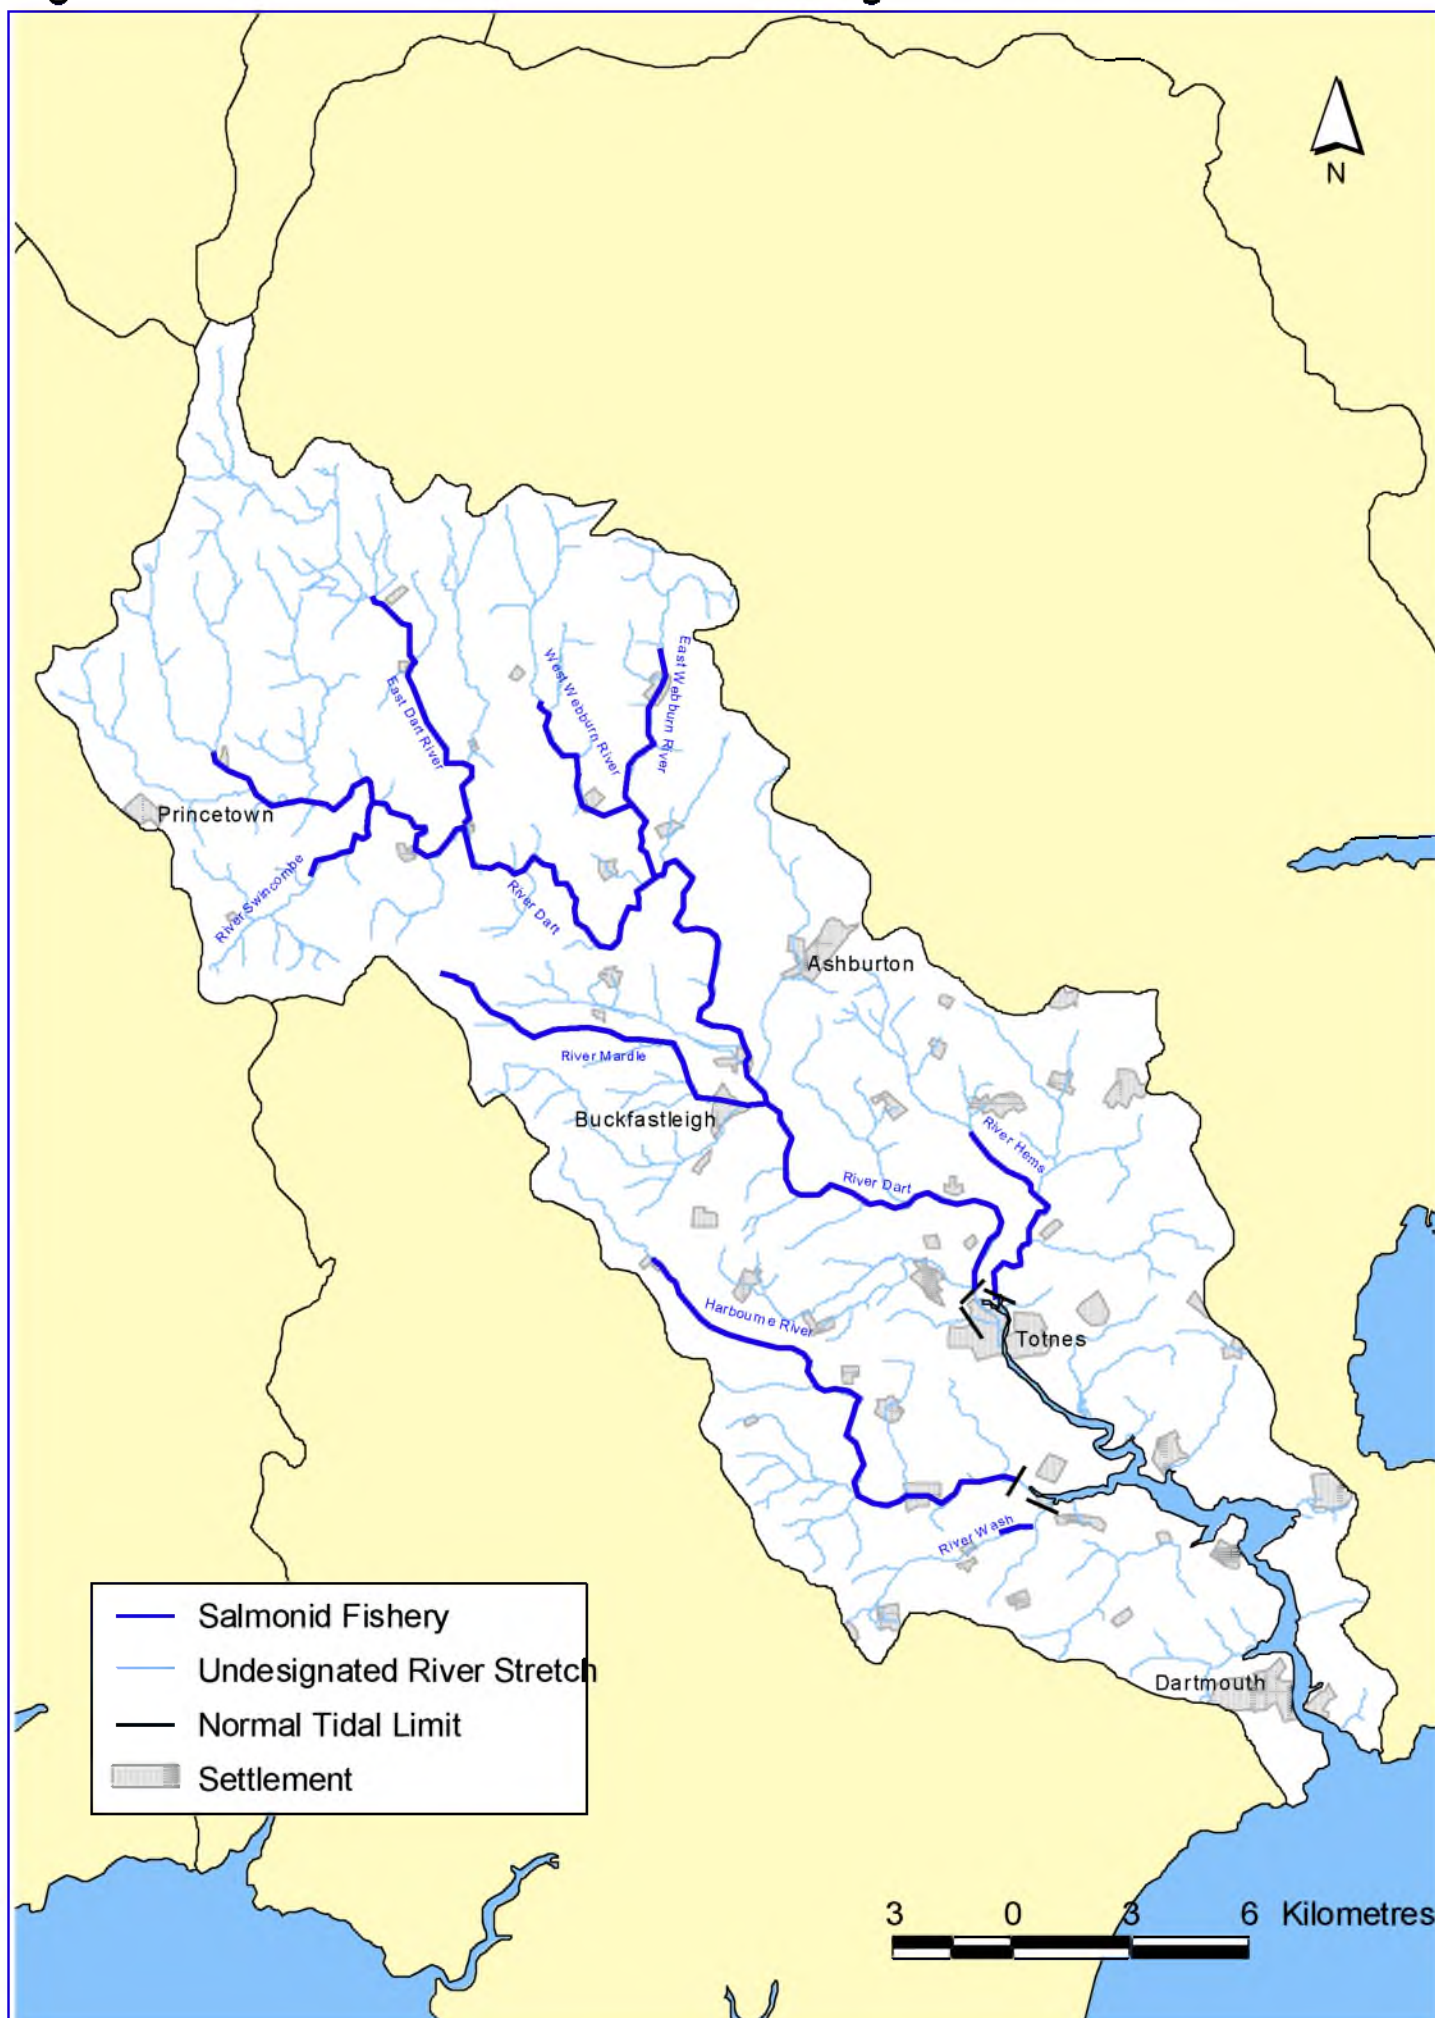 N
East Webburn River
West Webburn River
East Dart River
Princetown
River Swincombe
River Daft
Ashburton
River Mardle
Buckfastleigh
River Hems
River Dart
Harboume River
Totnes
River Wash
Dartmouth
Salmonid Fishery
Undesignated River Stretch
Normal Tidal Limit
Settlement
3 0 3 6 Kilometres